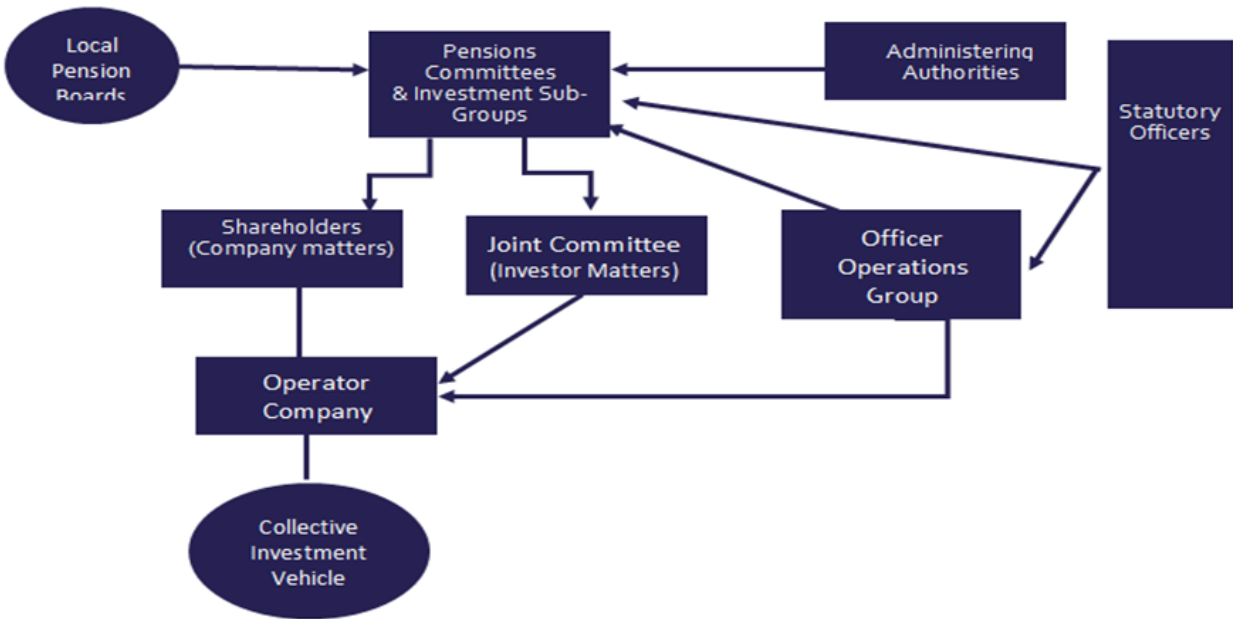 Local
Pension
Boards
Pensions
Committees
& Investment Sub-
Groups
Administering
Authorities
Statutory
Officers
Shareholders
(Company matters)
Joint Committee
(Investor Matters)
Officer
Operations
Group
Operator
Company
Collective
Investment
Vehicle